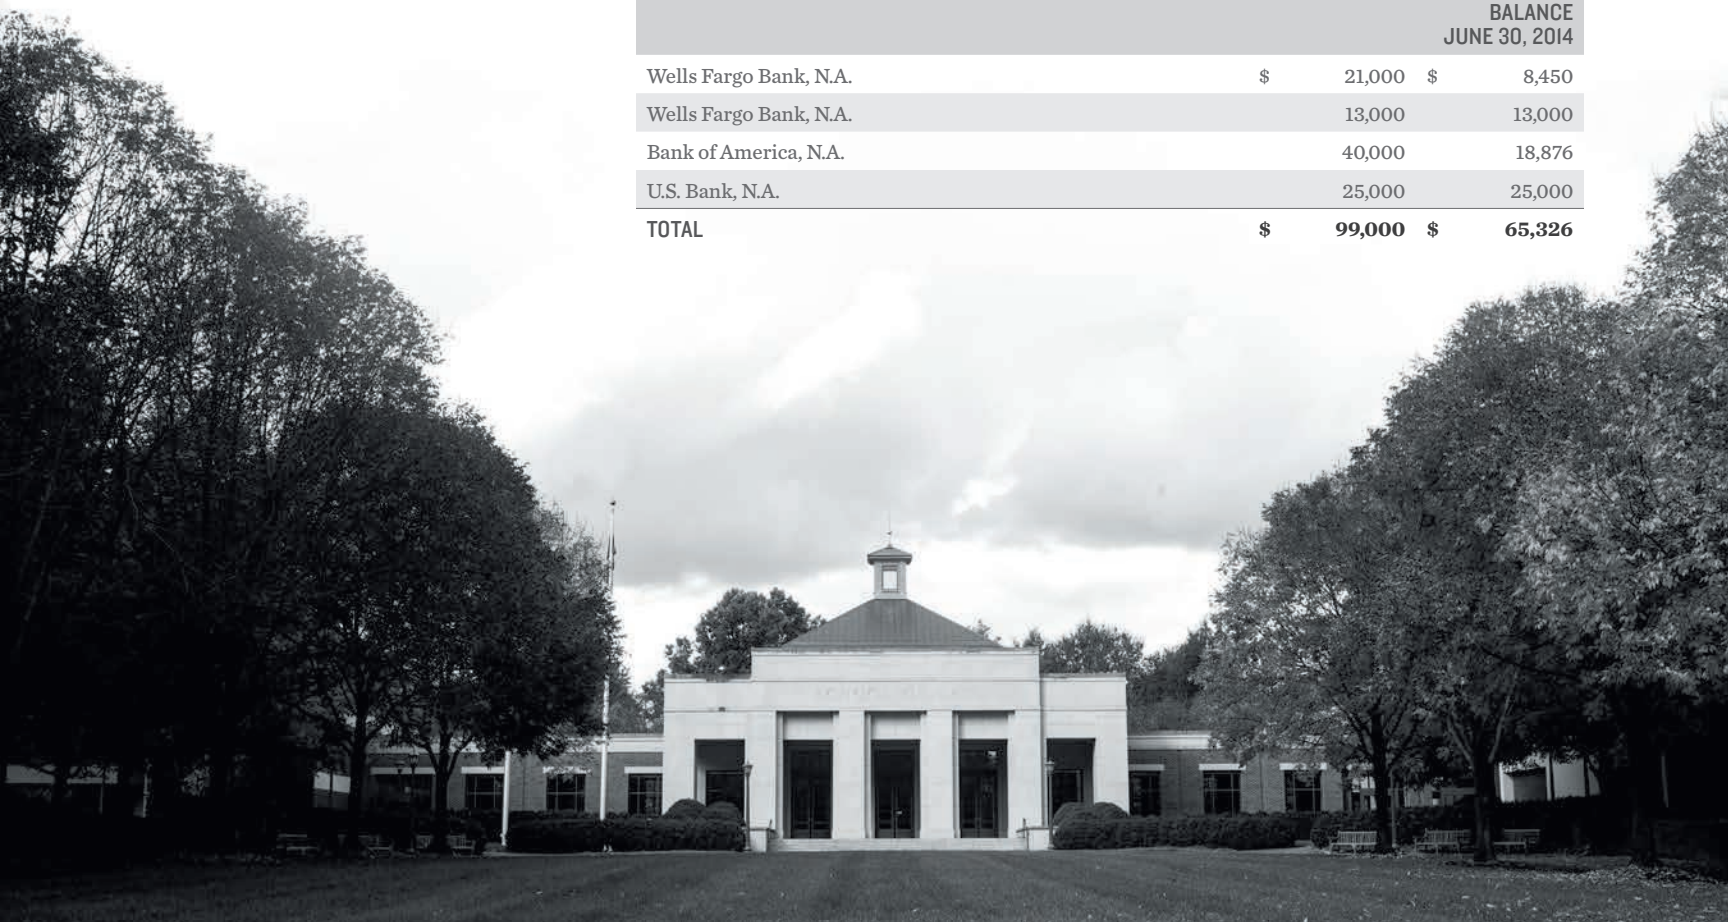 BALANCE
JUNE 30, 2014
Wells Fargo Bank, N.A. $ 21,000 $ 8,450
Wells Fargo Bank, N.A. 13,000 13,000
Bank of America, N.A. 40,000 18,876
U.S. Bank, N.A. 25,000 25,000
TOTAL $ 99,000 $ 65,326